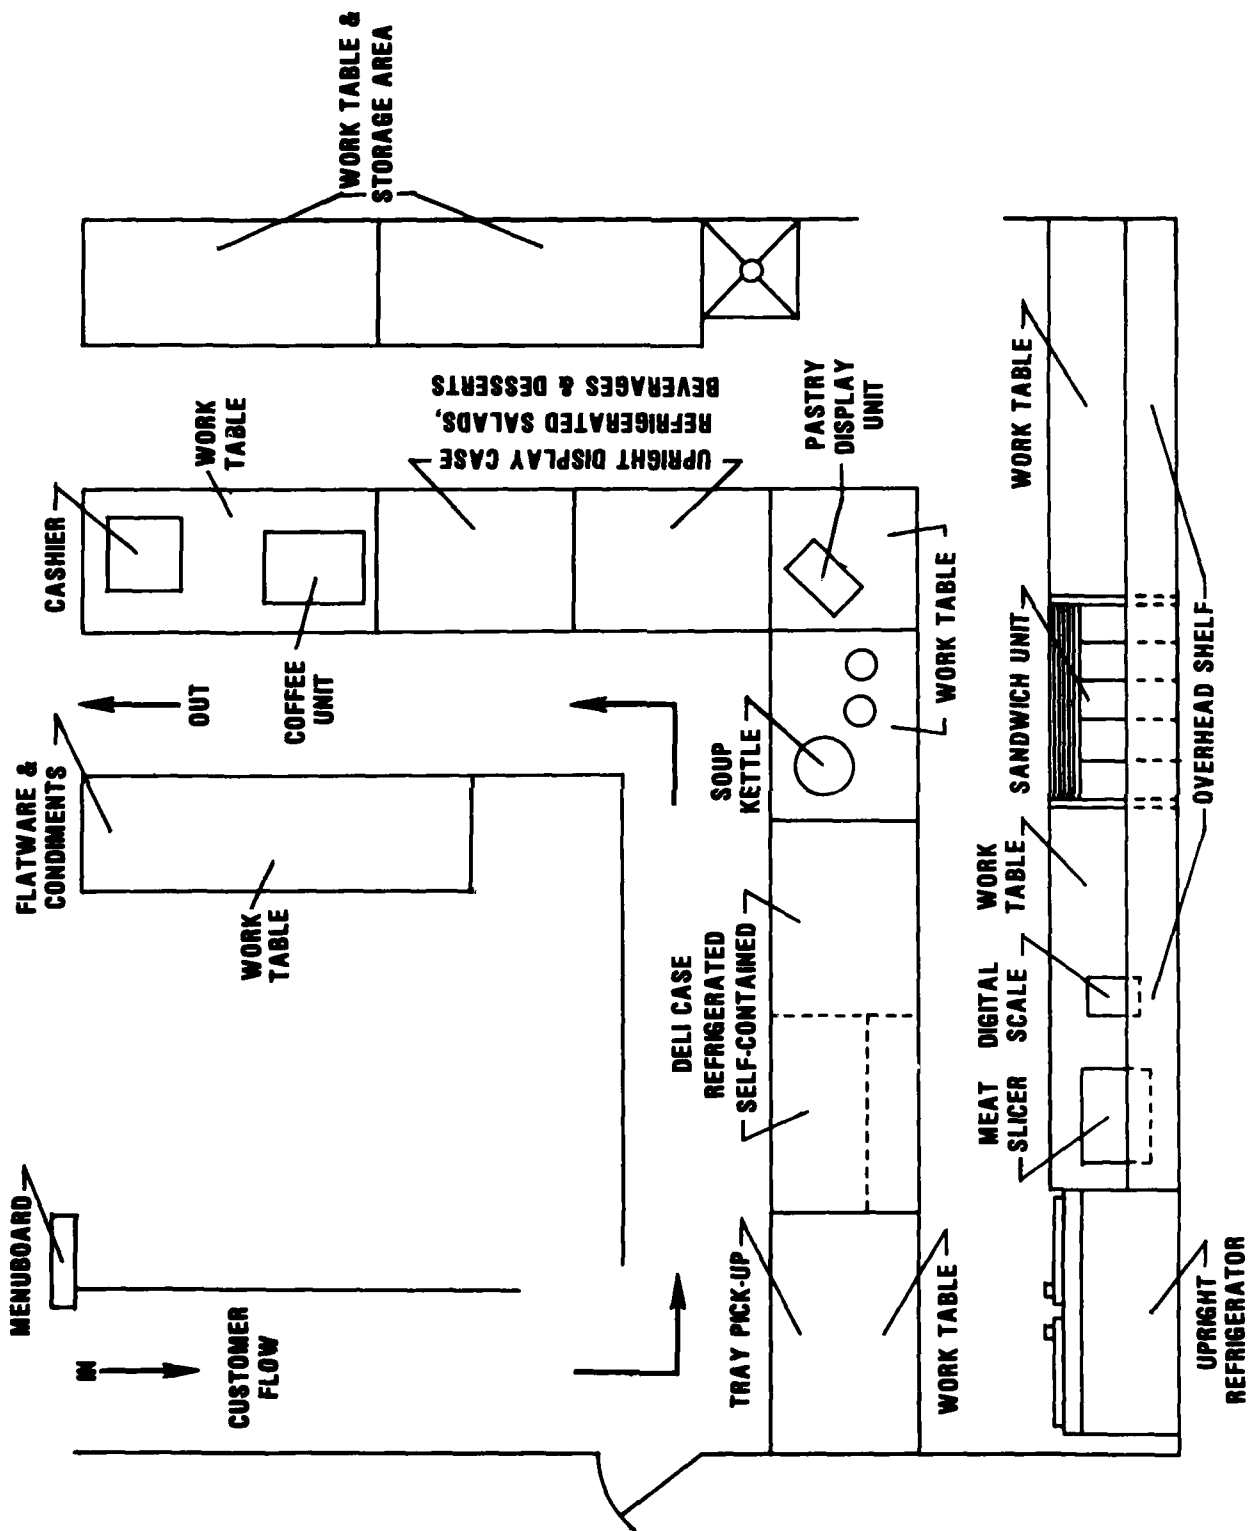 MENUBOARD
IN
CUSTOMER
FLOW
FLATWARE &
CONDIMENTS
WORK
TABLE
OUT
CASHIER
COFFEE
UNIT
WORK
TABLE
WORK TABLE &
STORAGE AREA
UPRIGHT DISPLAY CASE
REFRIGERATED SALADS,
BEVERAGES & DESSERTS
PASTRY
DISPLAY
UNIT
TRAY PICK-UP
DELI CASE
REFRIGERATED
SELF-CONTAINED
SOUP
KETTLE
WORK TABLE
WORK TABLE
MEAT
SLICER
DIGITAL
SCALE
WORK
TABLE
SANDWICH UNIT
WORK TABLE
UPRIGHT
REFRIGERATOR
OVERHEAD SHELF